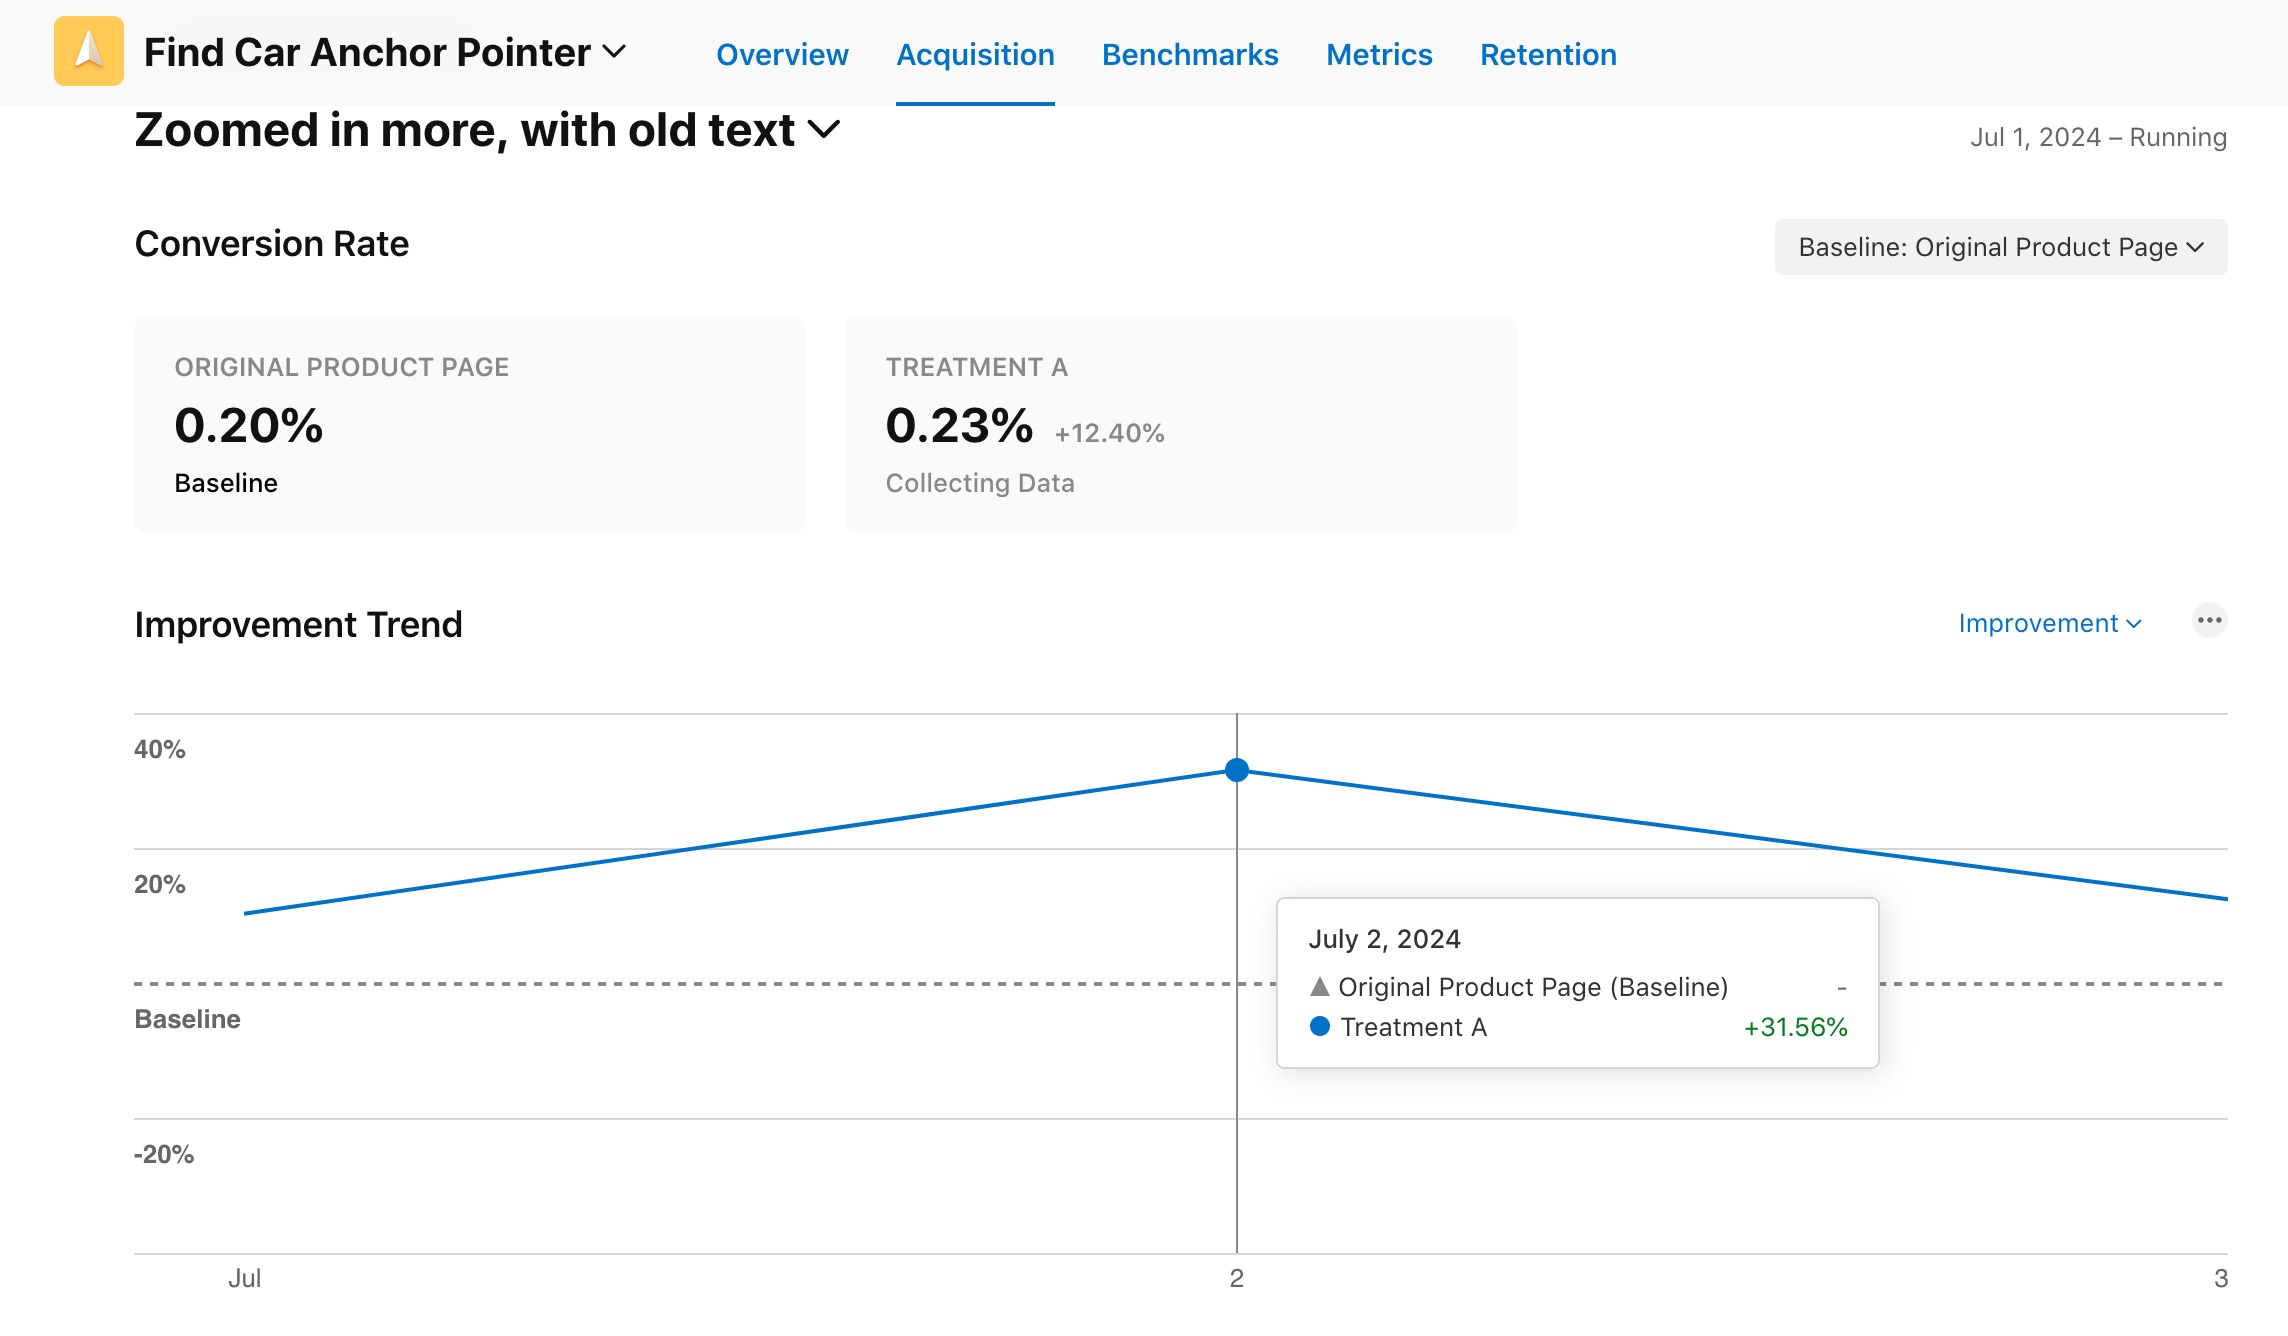 Find Car Anchor Pointer
Overview
Acquisition
Benchmarks
Metrics
Retention
Zoomed in more, with old text
Jul 1, 2024 – Running
Conversion Rate
Baseline: Original Product Page
ORIGINAL PRODUCT PAGE
0.20%
Baseline
TREATMENT A
0.23% +12.40%
Collecting Data
Improvement Trend
Improvement
40%
20%
Baseline
-20%
July 2, 2024
Original Product Page (Baseline) -
Treatment A +31.56%
Jul 2 3